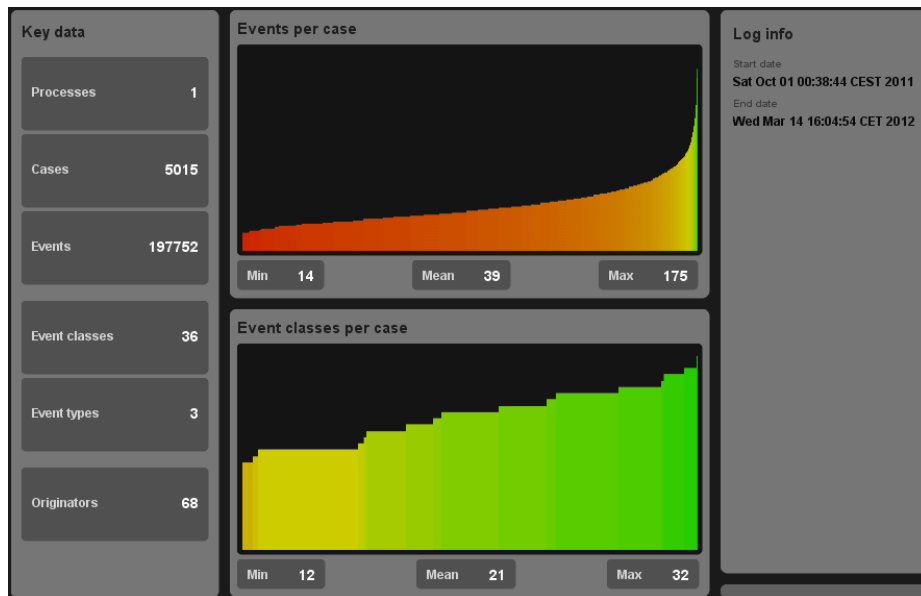 Key data
Processes 1
Cases 5015
Events 197752
Event classes 36
Event types 3
Originators 68
Events per case
Min 14 Mean 39 Max 175
Event classes per case
Min 12 Mean 21 Max 32
Log info
Start date
Sat Oct 01 00:38:44 CEST 2011
End date
Wed Mar 14 16:04:54 CET 2012